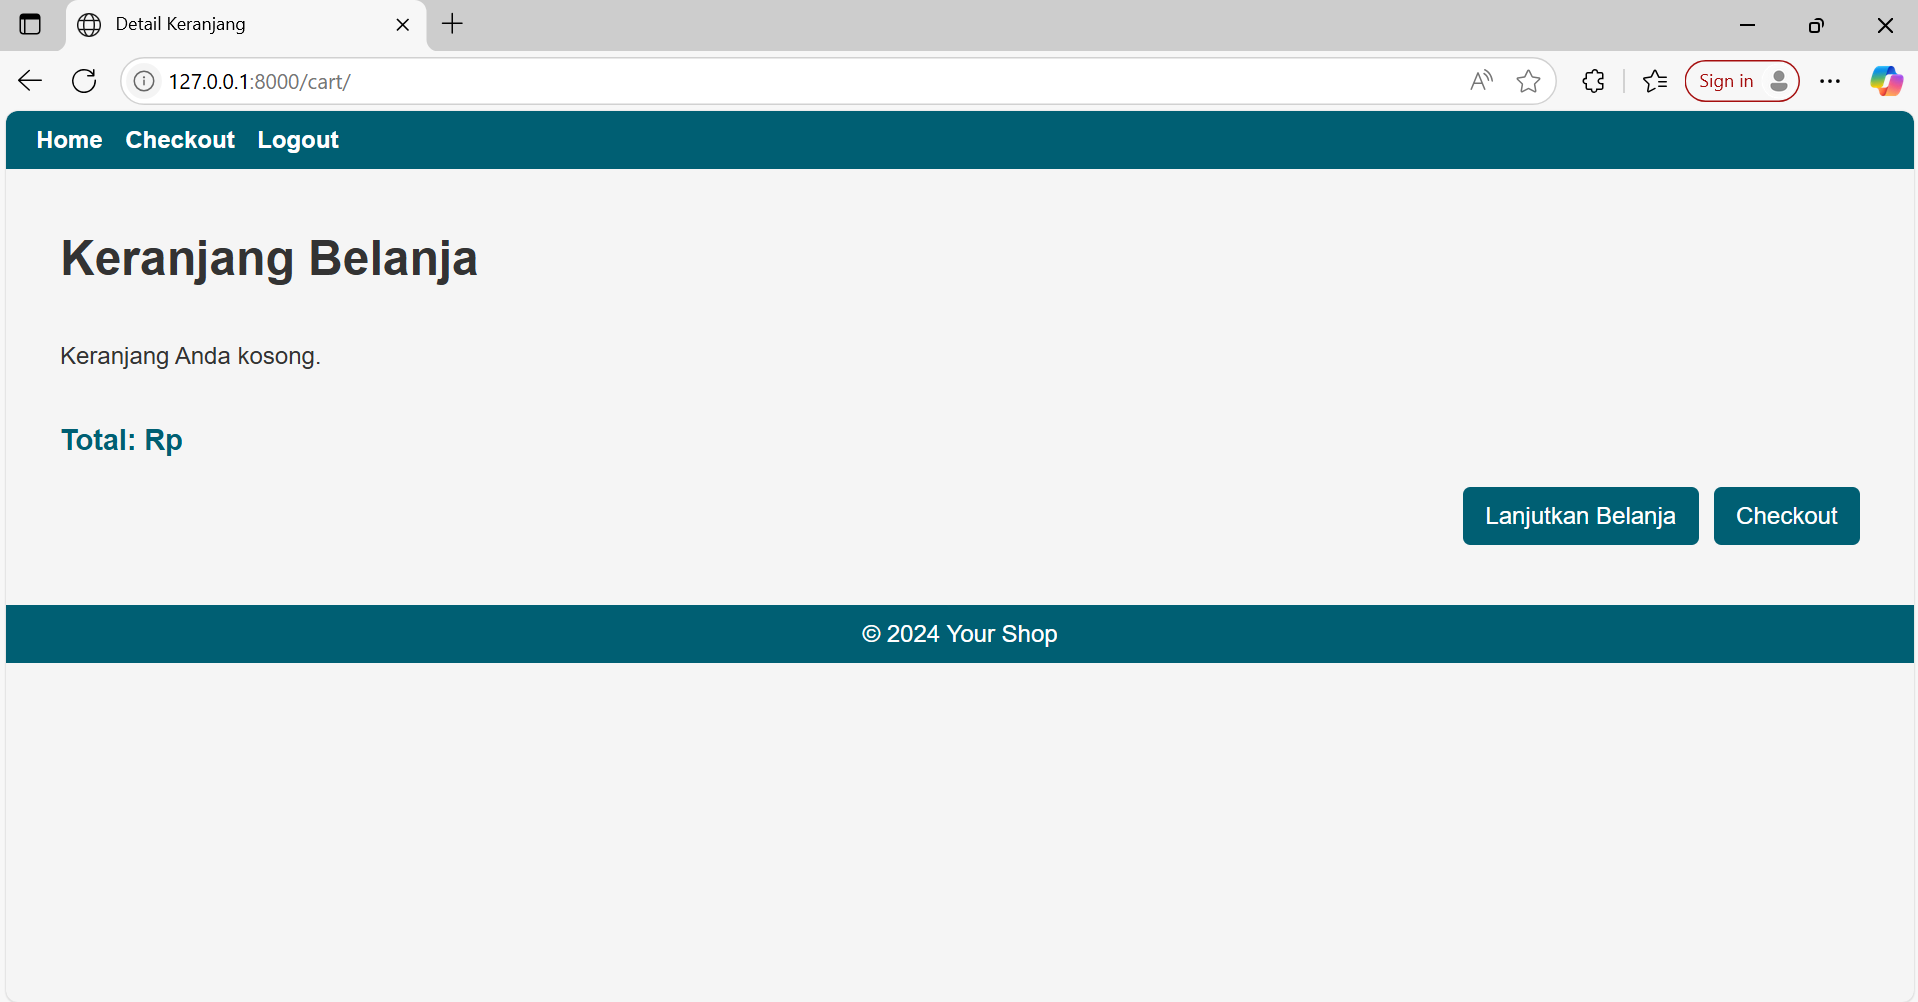 Detail Keranjang
127.0.0.1:8000/cart/
Sign in
Home Checkout Logout
Keranjang Belanja
Keranjang Anda kosong.
Total: Rp
Lanjutkan Belanja Checkout
© 2024 Your Shop